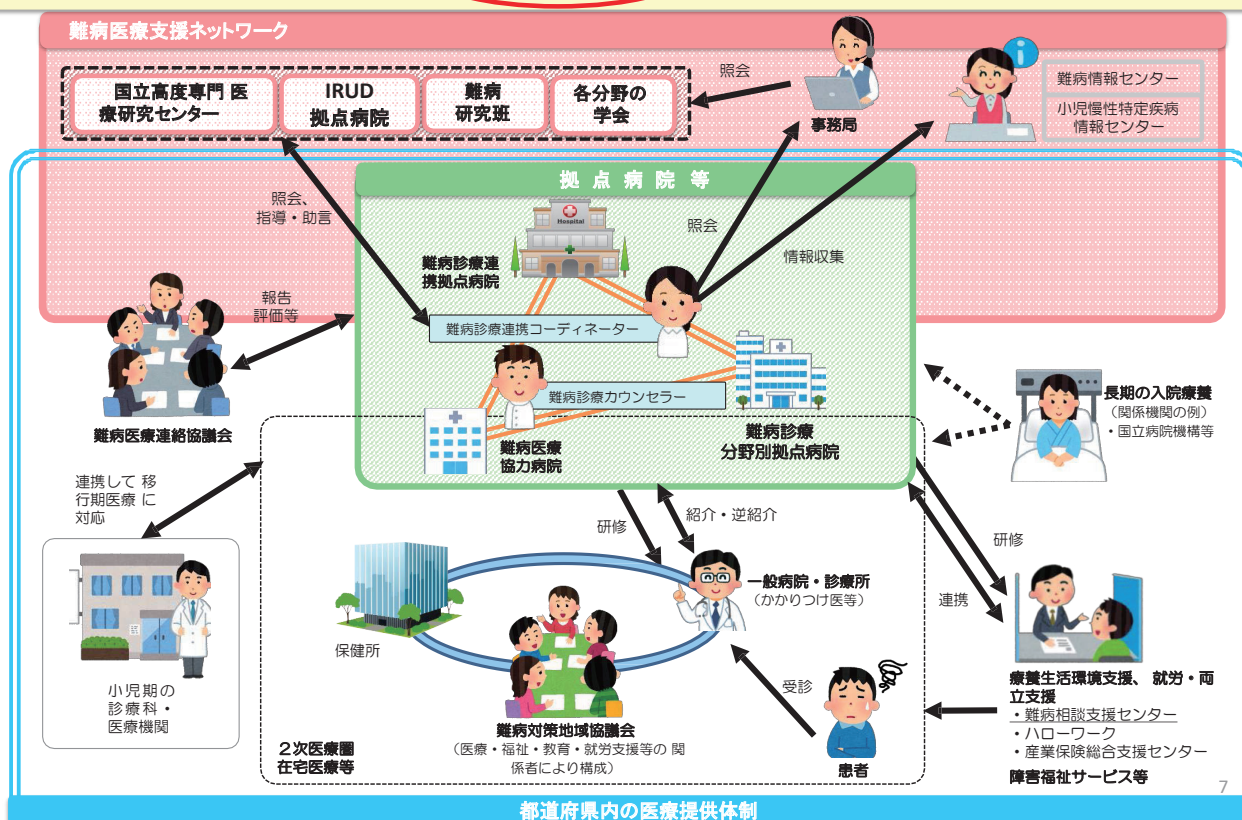 難病医療支援ネットワーク
国立高度専門 医
療研究センター
IRUD
拠点病院
難病
研究班
各分野の
学会
照会
事務局
難病情報センター
小児慢性特定疾病
情報センター
拠 点 病 院 等
照会、
指導・助言
Hospital
難病診療連
携拠点病院
照会
情報収集
報告
評価等
難病診療連携コーディネーター
難病診療カウンセラー
難病医療連絡協議会
難病医療
協力病院
難病診療
分野別拠点病院
長期の入院療養
(関係機関の例)
・国立病院機構等
連携して 移
行期医療 に
対応
研修
紹介・逆紹介
研修
連携
一般病院・診療所
(かかりつけ医等)
保健所
小児期の
診療科・
医療機関
受診
難病対策地域協議会
(医療・福祉・教育・就労支援等の 関
係者により構成)
2次医療圏
在宅医療等
患者
療養生活環境支援、 就労・両
立支援
・難病相談支援センター
・ハローワーク
・産業保険総合支援センター
障害福祉サービス等
7
都道府県内の医療提供体制